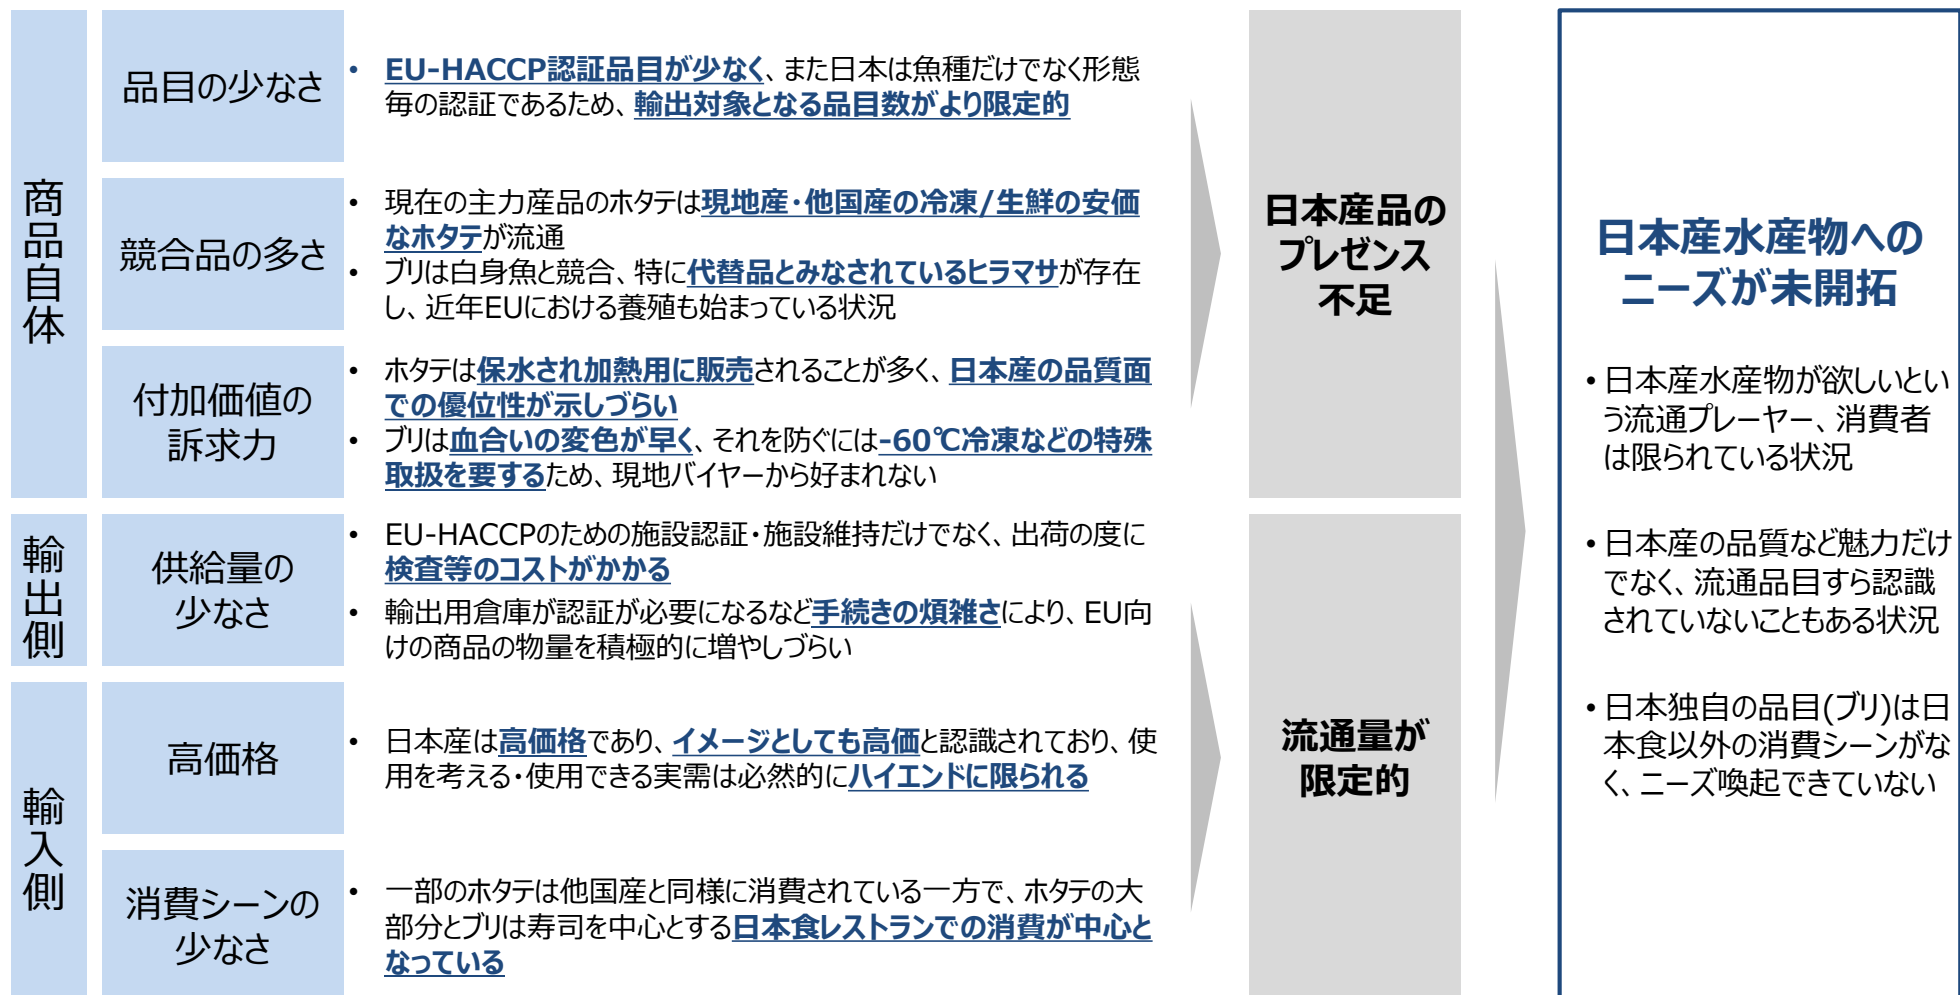 商品自体
品目の少なさ
• EU-HACCP認証品目が少なく、また日本は魚種だけでなく形態
毎の認証であるため、輸出対象となる品目数がより限定的
競合品の多さ
• 現在の主力産品のホタテは現地産・他国産の冷凍/生鮮の安価
なホタテが流通
• ブリは白身魚と競合、特に代替品とみなされているヒラマサが存在
し、近年EUにおける養殖も始まっている状況
付加価値の
訴求力
• ホタテは保水され加熱用に販売されることが多く、日本産の品質面
での優位性が示しづらい
• ブリは血合いの変色が早く、それを防ぐには-60℃冷凍などの特殊
取扱を要するため、現地バイヤーから好まれない
輸出側
供給量の
少なさ
• EU-HACCPのための施設認証・施設維持だけでなく、出荷の度に
検査等のコストがかかる
• 輸出用倉庫が認証が必要になるなど手続きの煩雑さにより、EU向
けの商品の物量を積極的に増やしづらい
輸入側
高価格
• 日本産は高価格であり、イメージとしても高価と認識されており、使
用を考える・使用できる実需は必然的にハイエンドに限られる
消費シーンの
少なさ
• 一部のホタテは他国産と同様に消費されている一方で、ホタテの大
部分とブリは寿司を中心とする日本食レストランでの消費が中心と
なっている
日本産品の
プレゼンス
不足
流通量が
限定的
日本産水産物への
ニーズが未開拓
• 日本産水産物が欲しいとい
う流通プレーヤー、消費者
は限られている状況
• 日本産の品質など魅力だけ
でなく、流通品目すら認識
されていないこともある状況
• 日本独自の品目(ブリ)は日
本食以外の消費シーンがな
く、ニーズ喚起できていない